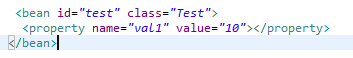 <bean id="test" class="Test">
<property name="val1" value="10"></property>
</bean>